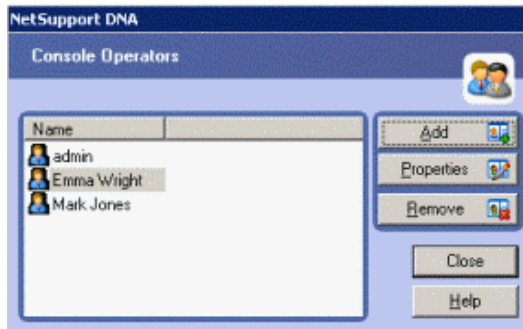 NetSupport DNA
Console Operators
Name
admin
Emma Wright
Mark Jones
Add
Properties
Remove
Close
Help